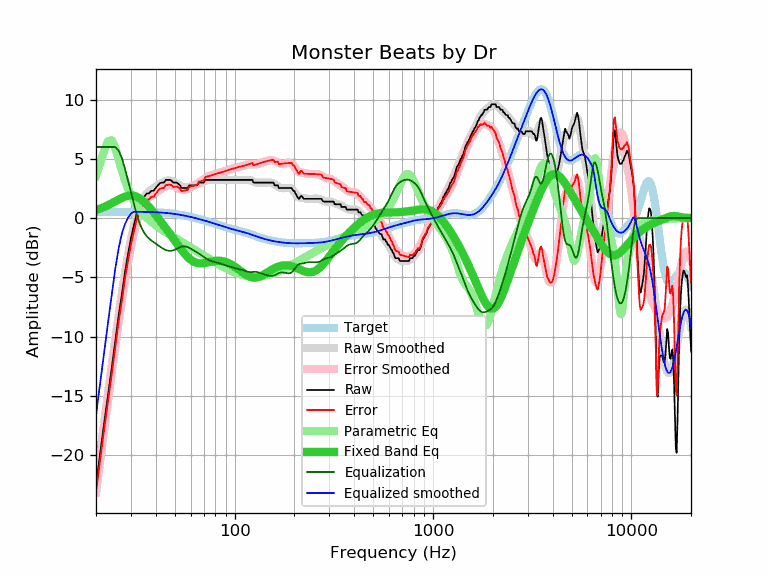 Monster Beats by Dr
10
5
0
−5
−10
−15
−20
Amplitude (dBr)
Target
Raw Smoothed
Error Smoothed
Raw
Error
Parametric Eq
Fixed Band Eq
Equalization
Equalized smoothed
100
1000
10000
Frequency (Hz)